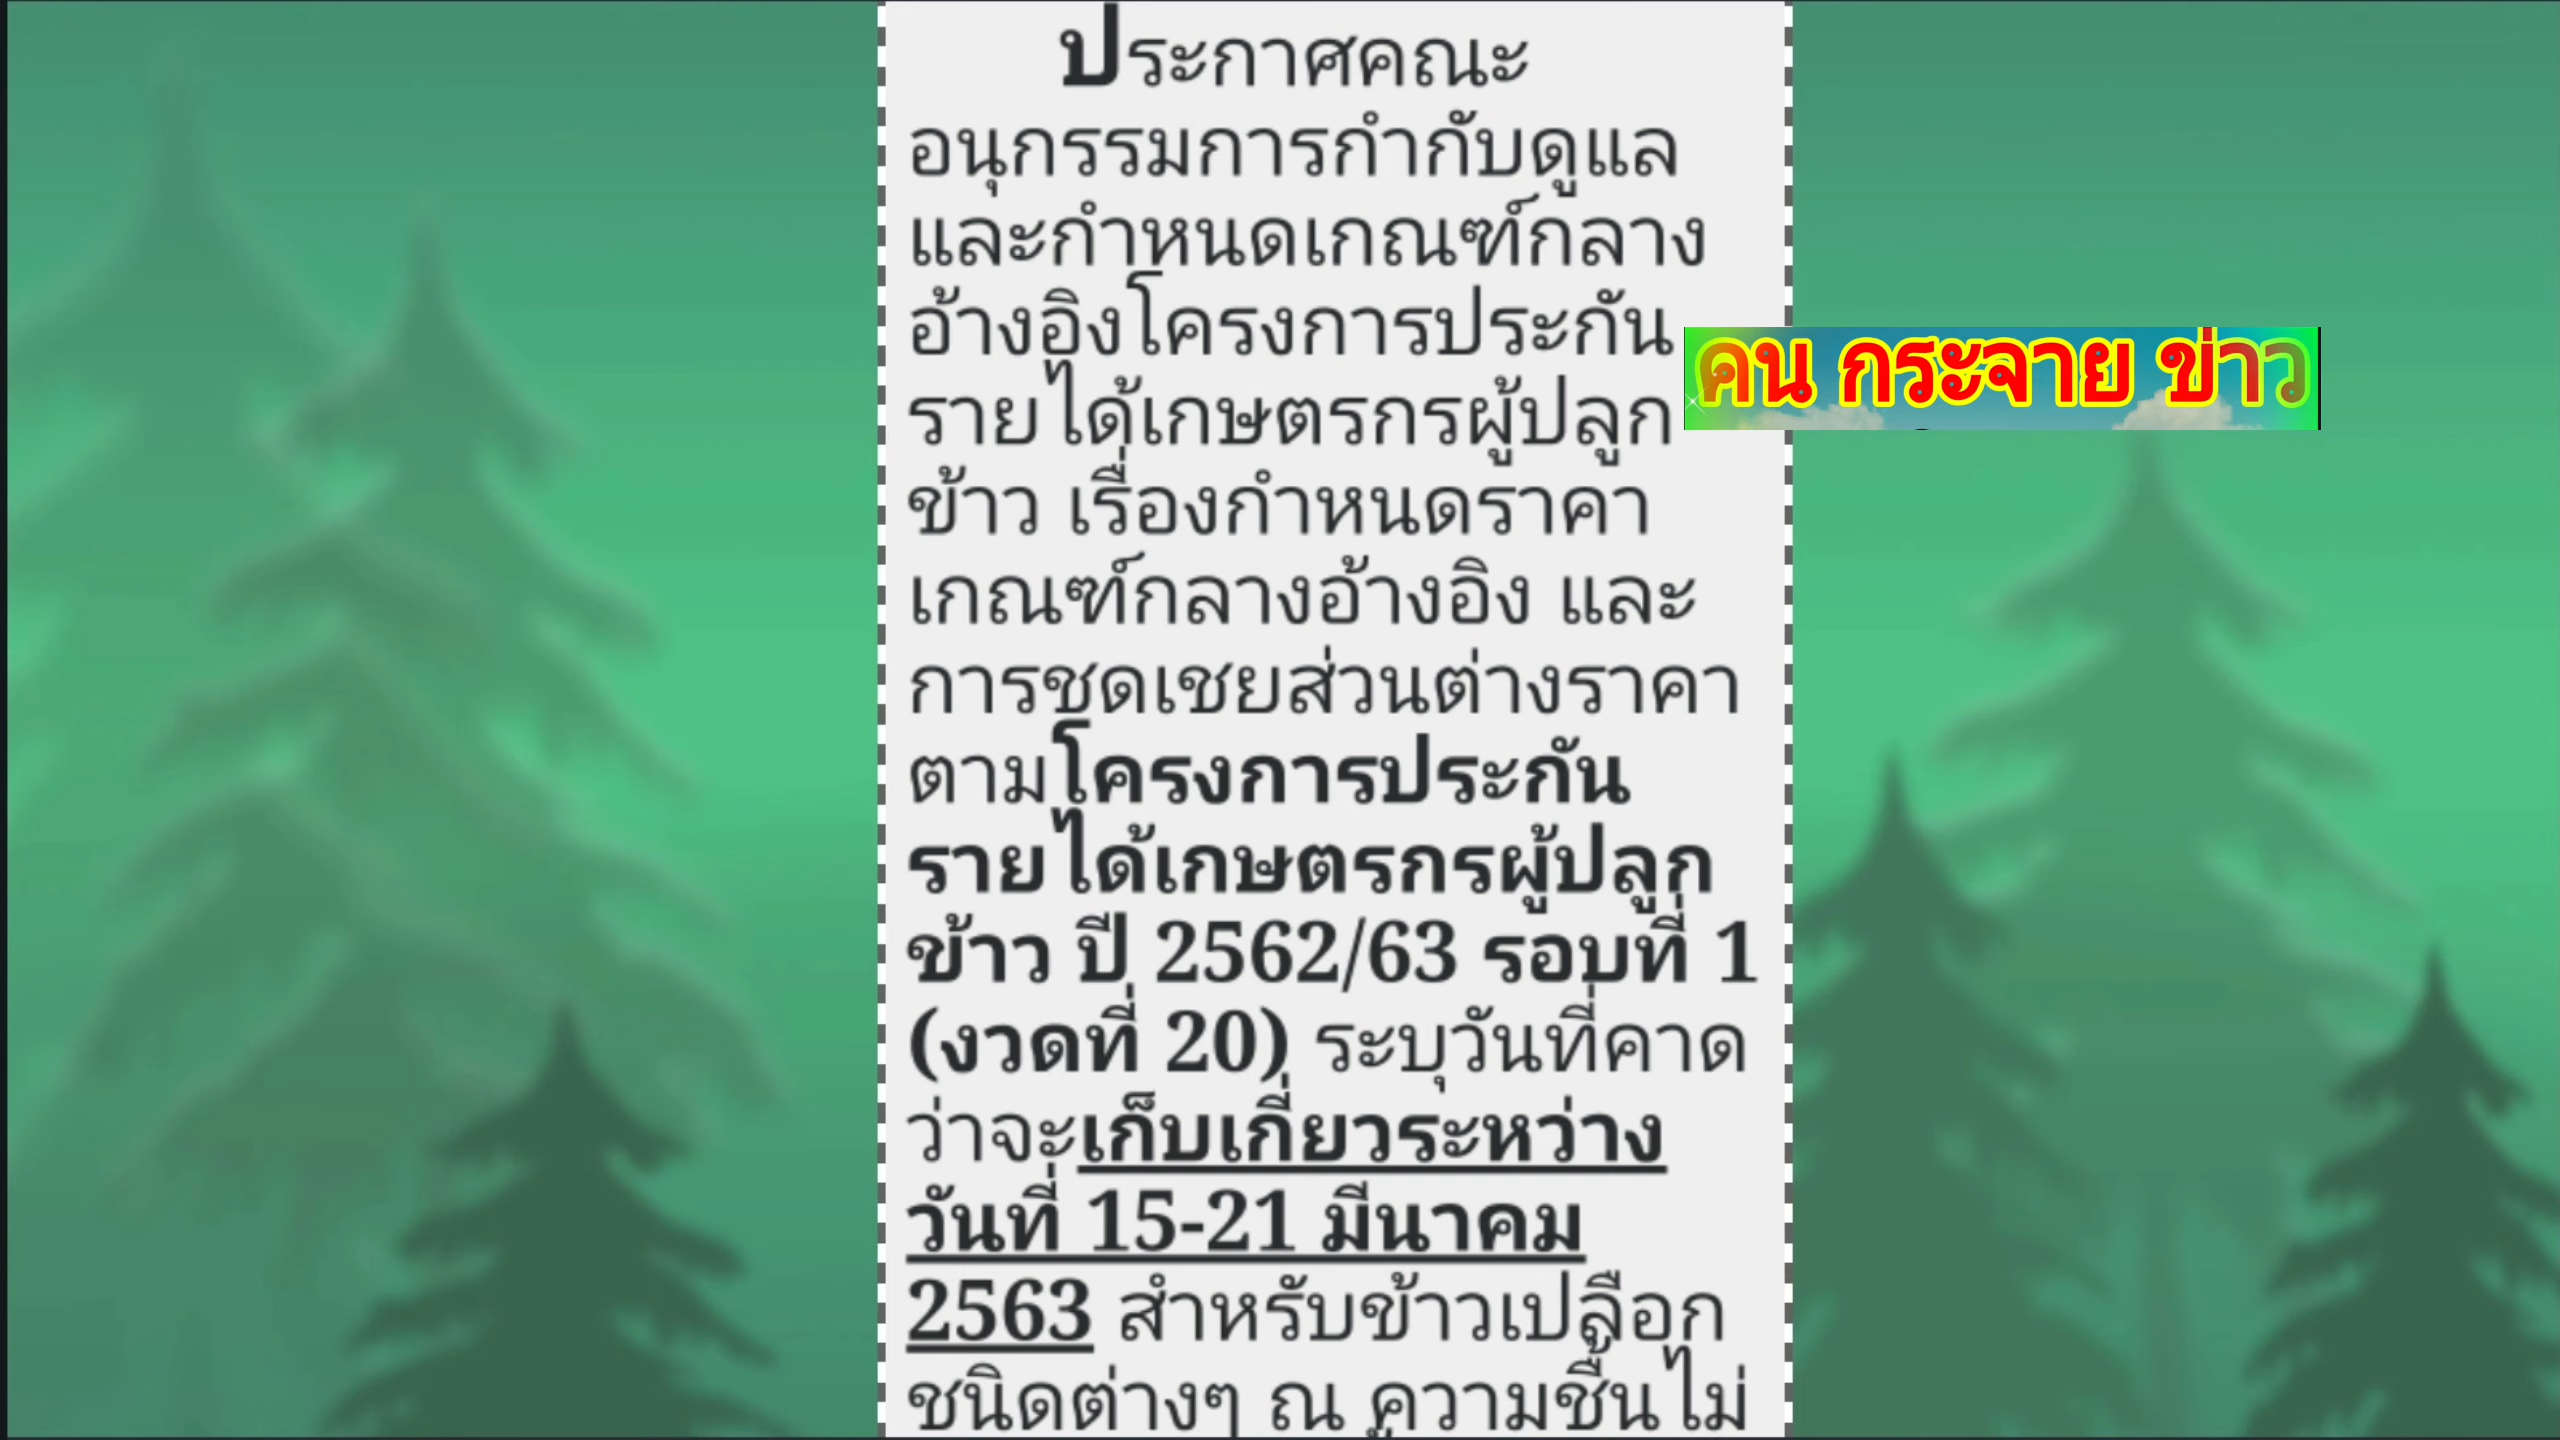 ประกาศคณะ
อนุกรรมการกำกับดูแล
และกำหนดเกณฑ์กลาง
อ้างอิงโครงการประกัน
รายได้เกษตรกรผู้ปลูก
ข้าว เรื่องกำหนดราคา
เกณฑ์กลางอ้างอิง และ
การชดเชยส่วนต่างราคา
ตามโครงการประกัน
รายได้เกษตรกรผู้ปลูก
ข้าว ปี 2562/63 รอบที่ 1
(งวดที่ 20) ระบุวันที่คาด
ว่าจะเก็บเกี่ยวระหว่าง
วันที่ 15-21 มีนาคม
2563 สำหรับข้าวเปลือก
ชนิดต่างๆ ณ ความชื้นไม่
คน กระจาย ข่าว